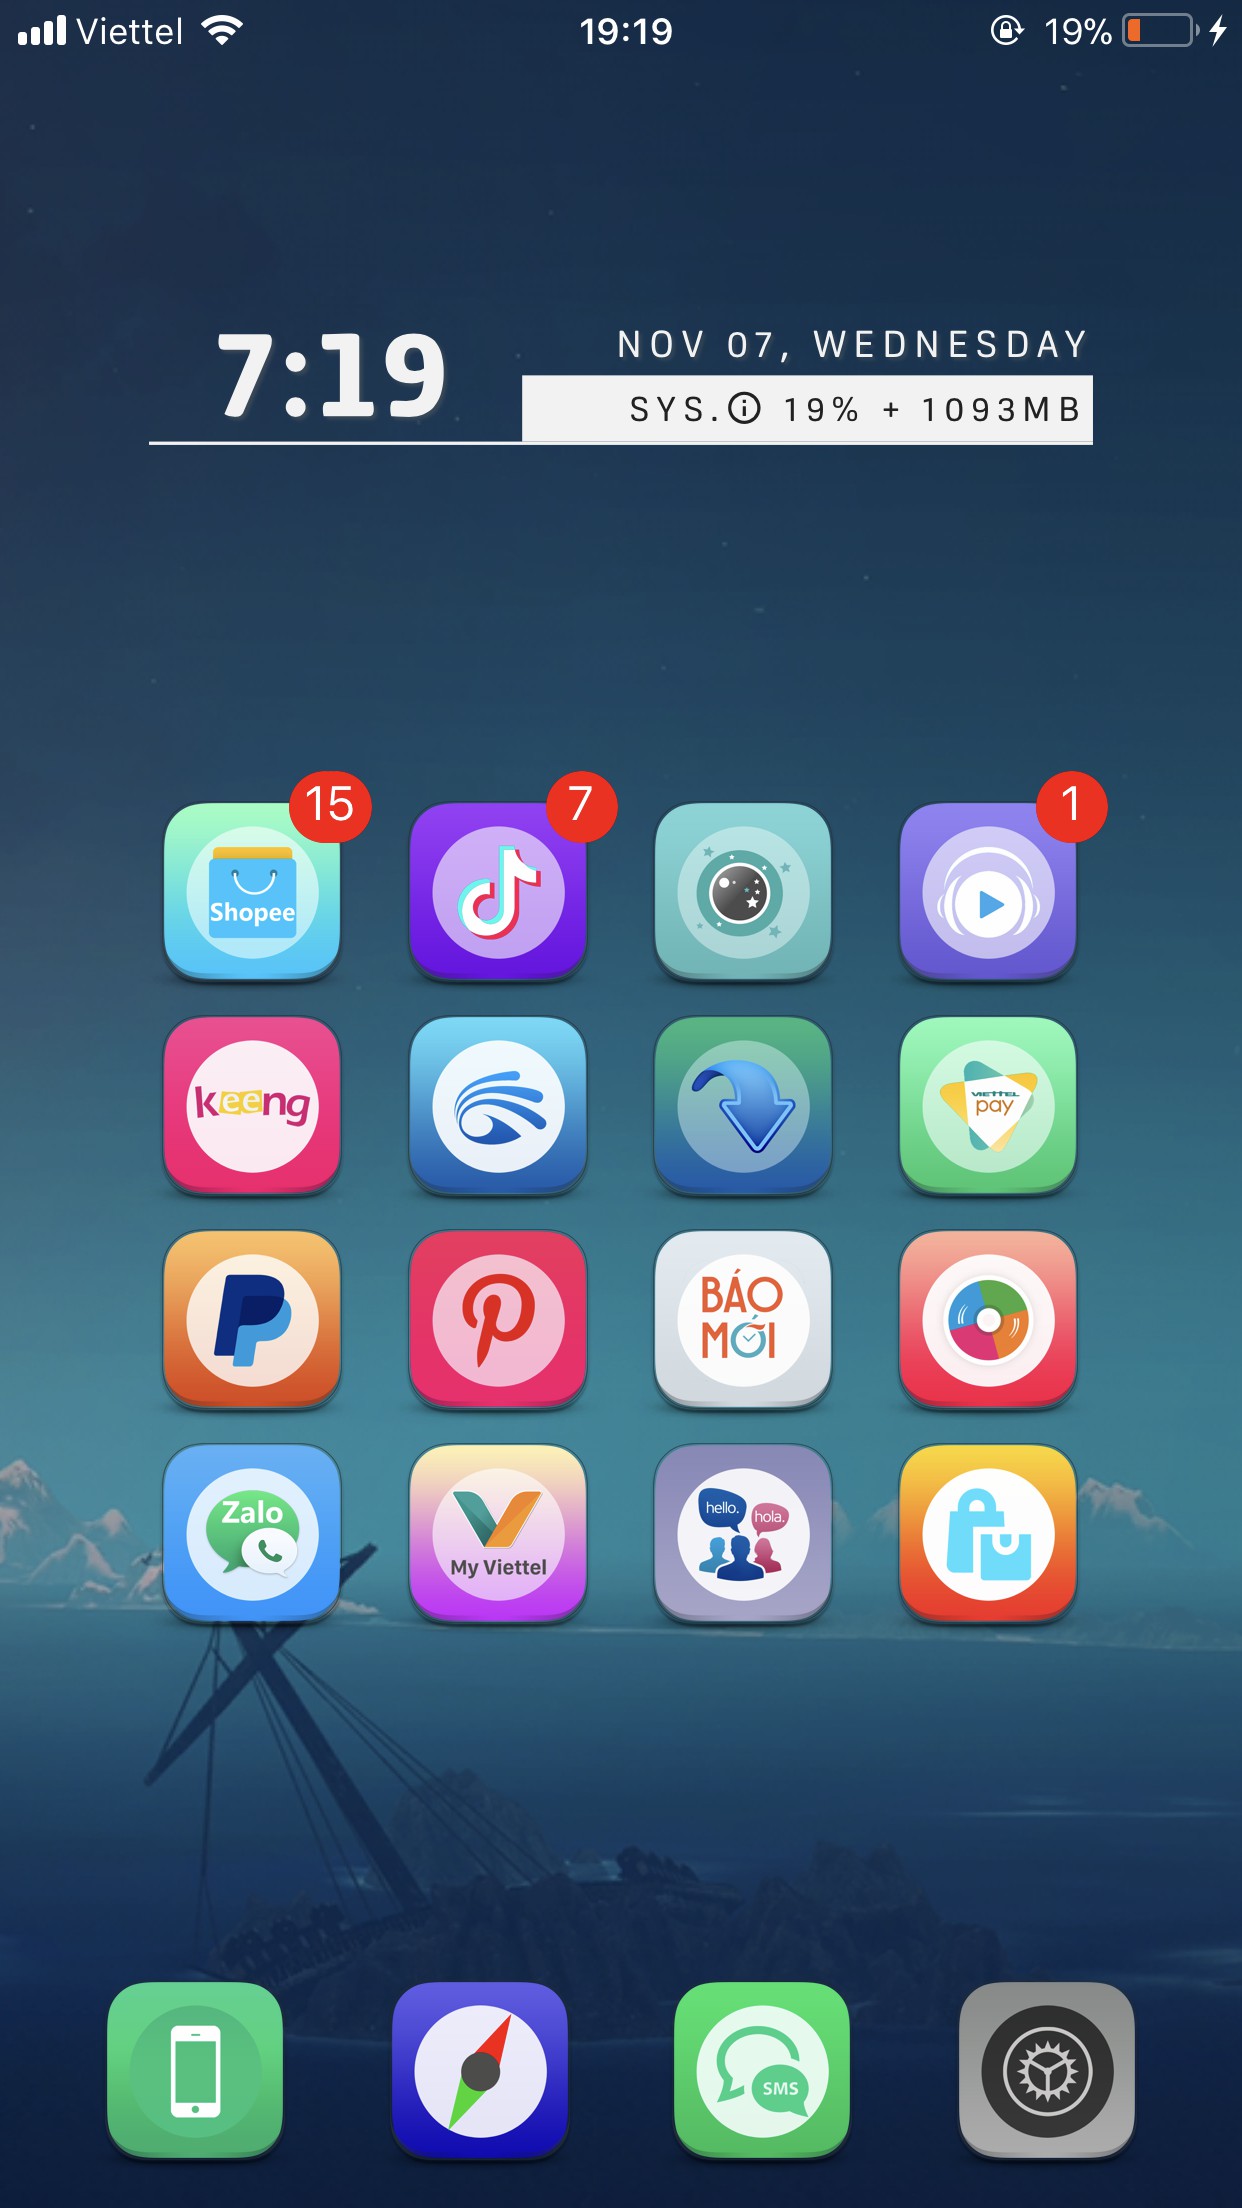 Viettel 19:19 19%
7:19
NOV 07, WEDNESDAY
SYS. 19% + 1093MB
15
7
1
Shopee
keeng
VIETTEL
pay
BÁO
MỚI
Zalo
My Viettel
hello.
hola.
SMS